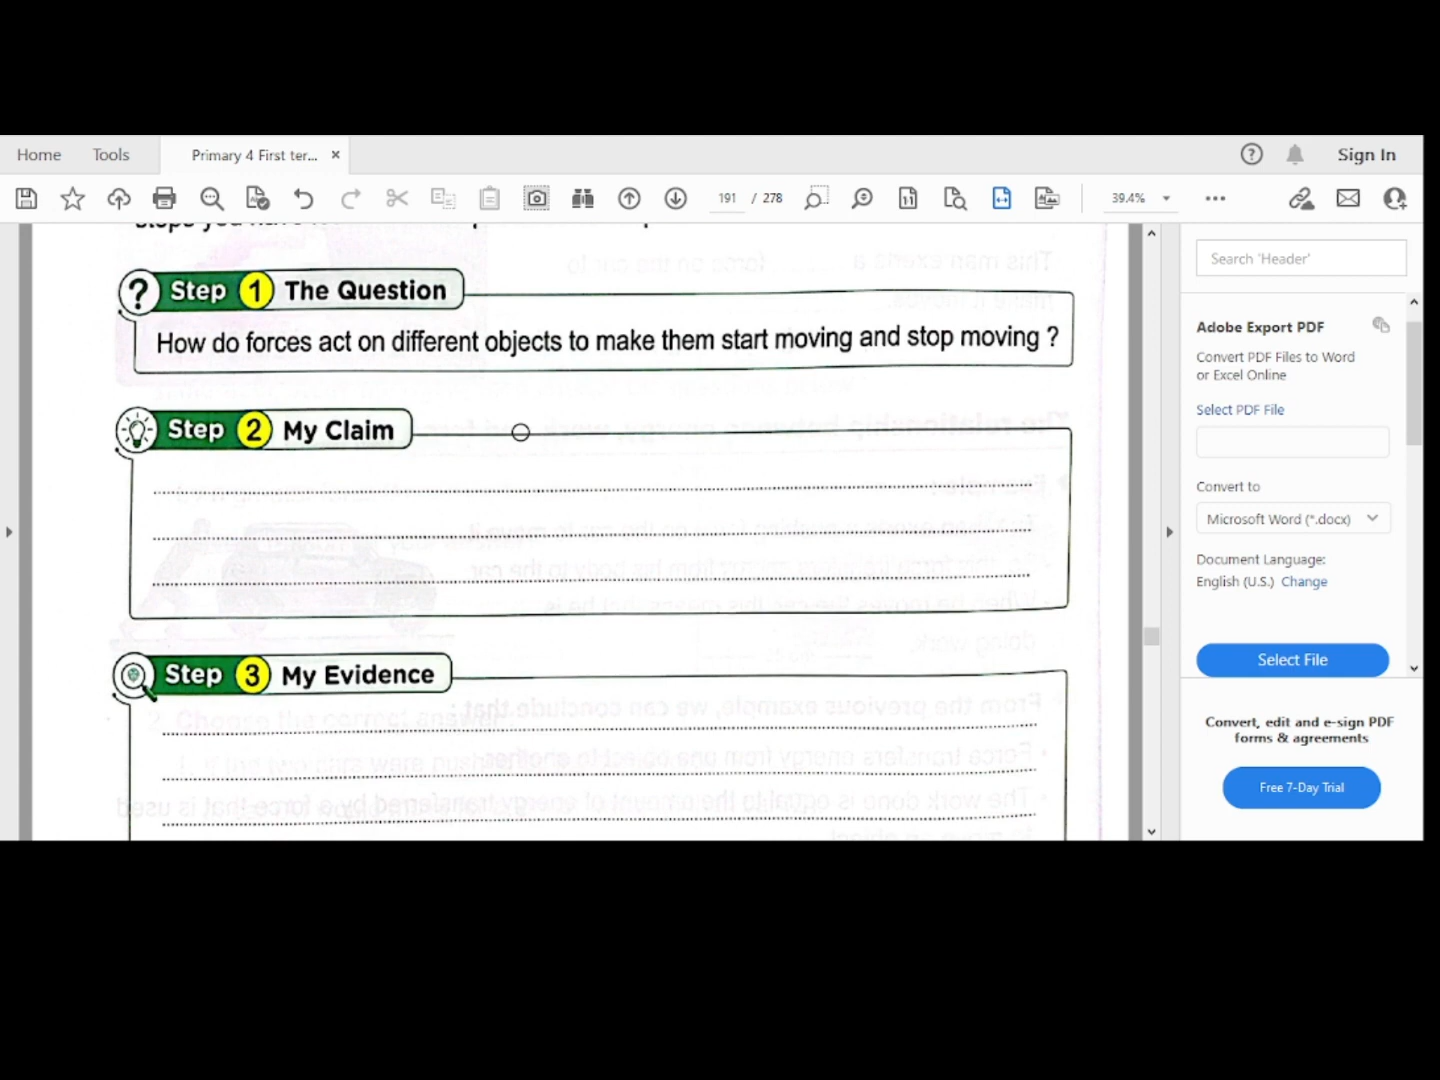 Home Tools Primary 4 First ter... ×
? Sign In
191 / 278 39.4%
Step 1 The Question
How do forces act on different objects to make them start moving and stop moving ?
Step 2 My Claim
Step 3 My Evidence
Search 'Header'
Adobe Export PDF
Convert PDF Files to Word
or Excel Online
Select PDF File
Convert to
Microsoft Word (*.docx)
Document Language:
English (U.S.) Change
Select File
Convert, edit and e-sign PDF
forms & agreements
Free 7-Day Trial